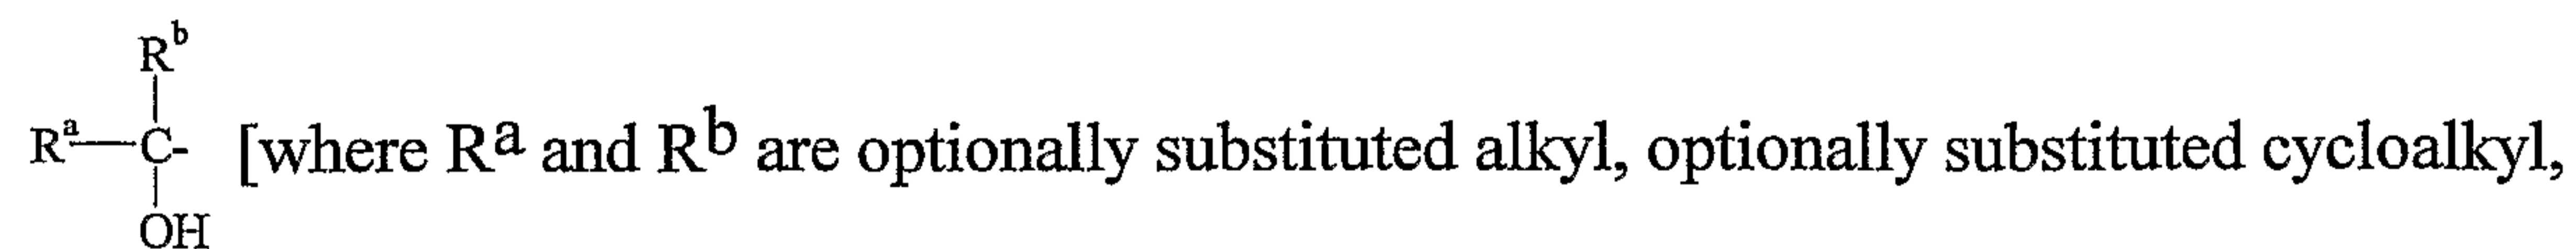 R^b
R^a—C- [where R^a and R^b are optionally substituted alkyl, optionally substituted cycloalkyl,
OH